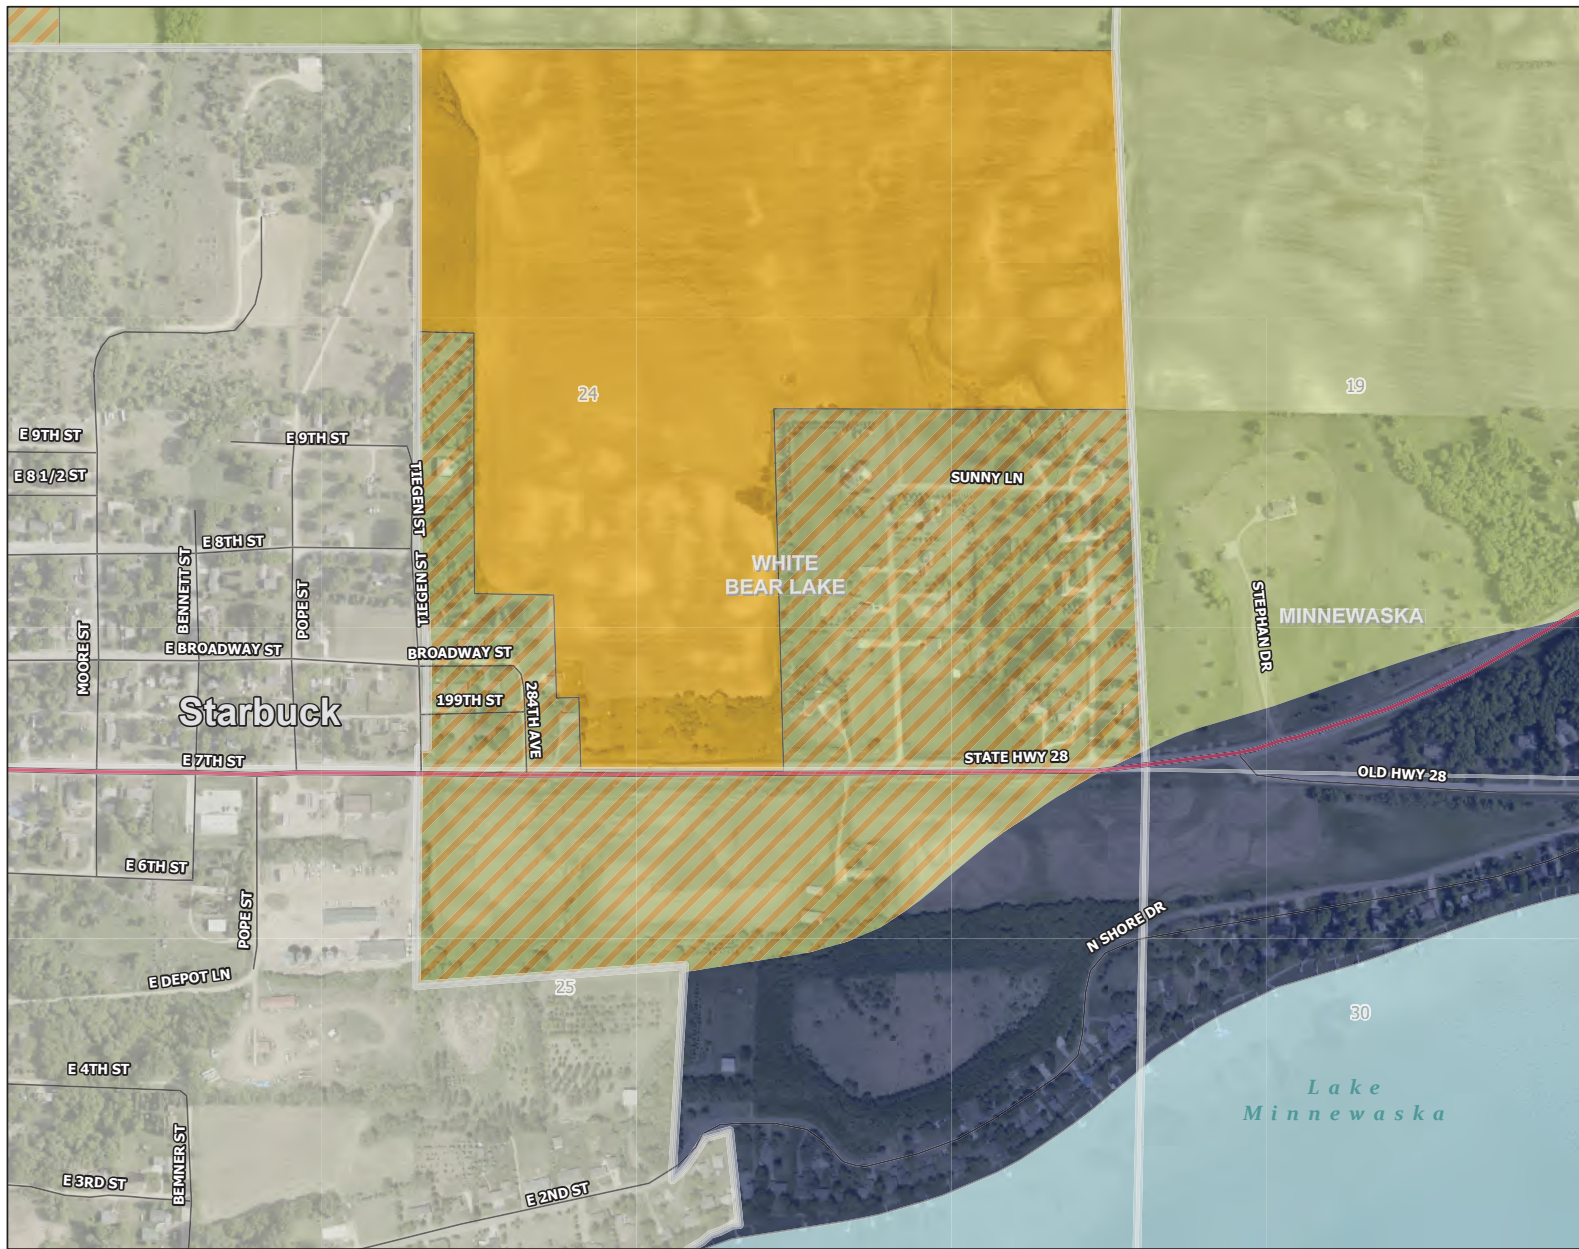 24
19
E 9TH ST
E 9TH ST
E 8 1/2 ST
TIEGEN ST
SUNNY LN
E 8TH ST
BENNETT ST
POPE ST
TIEGEN ST
WHITE
BEAR LAKE
STEPHAN DR
MINNEWASKA
MOORE ST
E BROADWAY ST
BROADWAY ST
199TH ST
284TH AVE
Starbuck
E 7TH ST
STATE HWY 28
OLD HWY 28
E 6TH ST
POPE ST
N SHORE DR
E DEPOT LN
25
30
E 4TH ST
Lake
Minnewaska
BEMNER ST
E 3RD ST
E 2ND ST